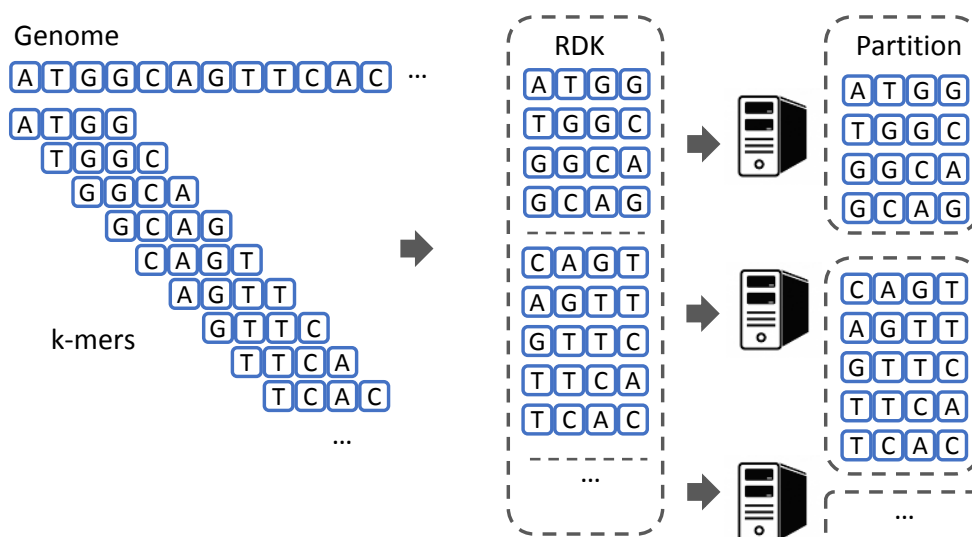 Genome
ATGGCAGTTCAC ...
ATGG
TGGC
GGCA
GCAG
CAGT
AGTT
GTTC
TTCA
TCAC
...
k-mers
RDK
ATGG
TGGC
GGCA
GCAG
CAGT
AGTT
GTTC
TTCA
TCAC
...
Partition
ATGG
TGGC
GGCA
GCAG
CAGT
AGTT
GTTC
TTCA
TCAC
...